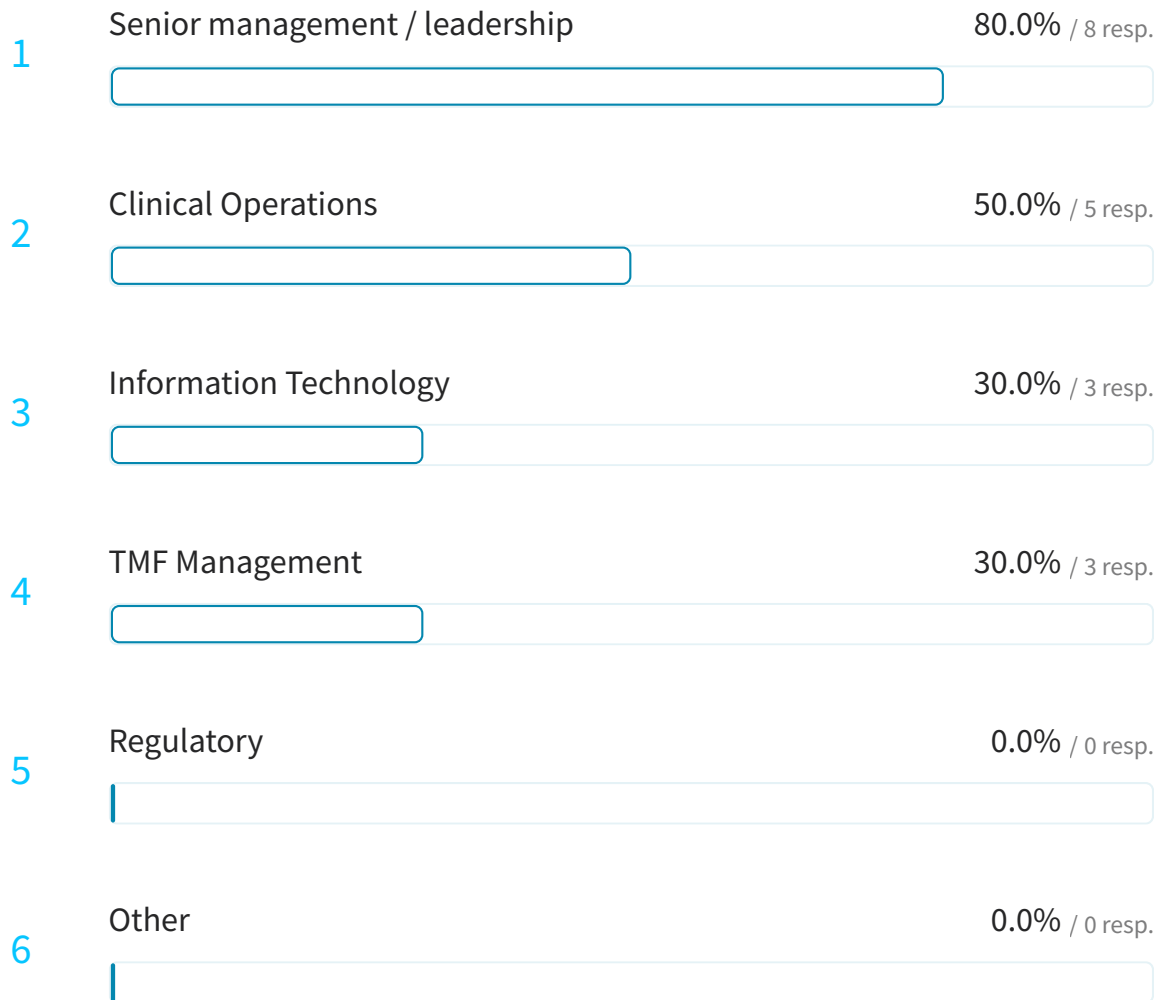 1
Senior management / leadership 80.0% / 8 resp.
2
Clinical Operations 50.0% / 5 resp.
3
Information Technology 30.0% / 3 resp.
4
TMF Management 30.0% / 3 resp.
5
Regulatory 0.0% / 0 resp.
6
Other 0.0% / 0 resp.